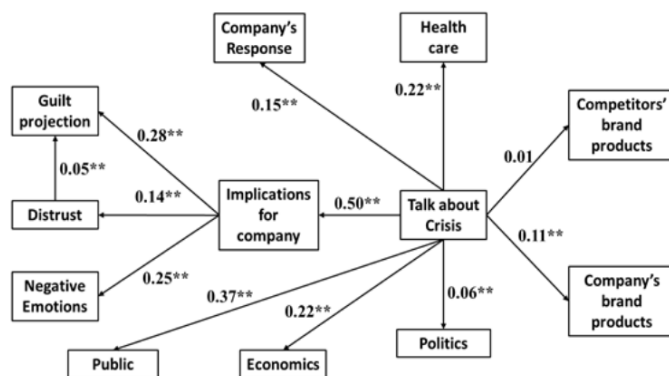 Company's
Response
Health
care
Guilt
projection
0.15**
0.22**
Competitors'
brand
products
0.28**
0.05**
0.01
0.14**
Implications
for
company
0.50**
Talk about
Crisis
Distrust
0.11**
0.25**
Negative
Emotions
0.37**
0.22**
0.06**
Company's
brand
products
Public
Economics
Politics